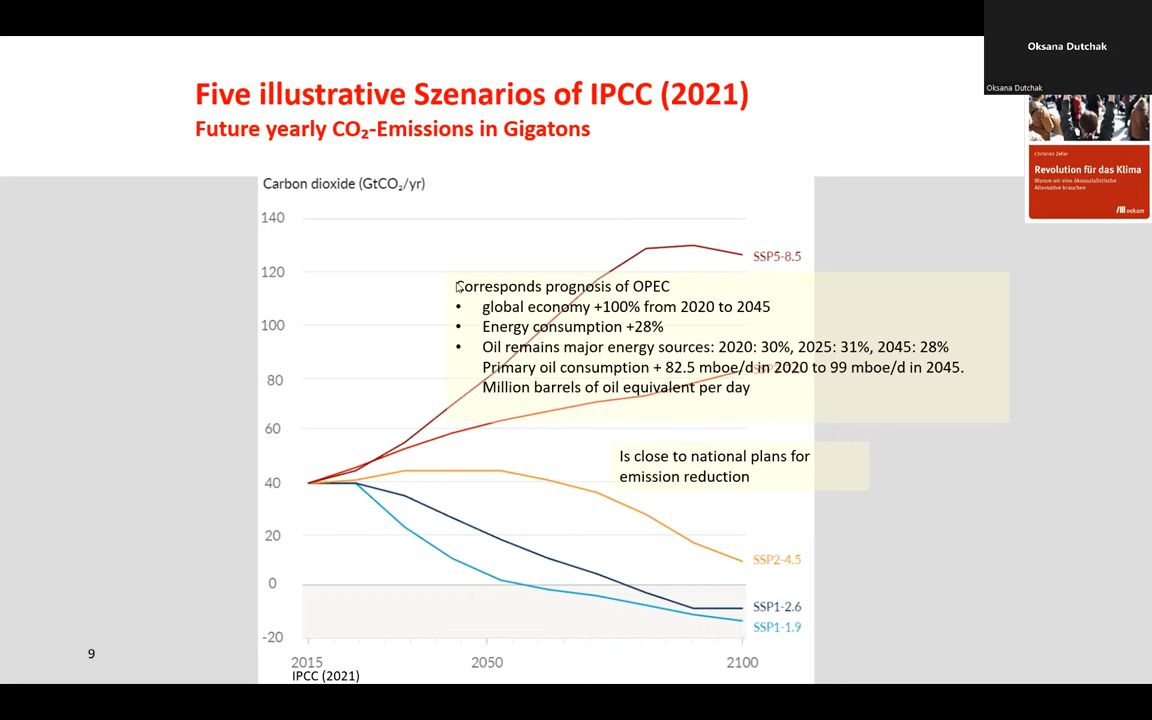 Oksana Dutchak
Oksana Dutchak
Five illustrative Szenarios of IPCC (2021)
Future yearly CO₂-Emissions in Gigatons
Christian Zeller
Revolution für das Klima
Warum wir eine ökosozialistische
Alternative brauchen
oekom
Carbon dioxide (GtCO₂/yr)
140
120
100
80
60
40
20
0
-20
SSP5-8.5
Corresponds prognosis of OPEC
• global economy +100% from 2020 to 2045
• Energy consumption +28%
• Oil remains major energy sources: 2020: 30%, 2025: 31%, 2045: 28%
Primary oil consumption + 82.5 mboe/d in 2020 to 99 mboe/d in 2045.
Million barrels of oil equivalent per day
Is close to national plans for
emission reduction
SSP2-4.5
SSP1-2.6
SSP1-1.9
9
2015 2050 2100
IPCC (2021)